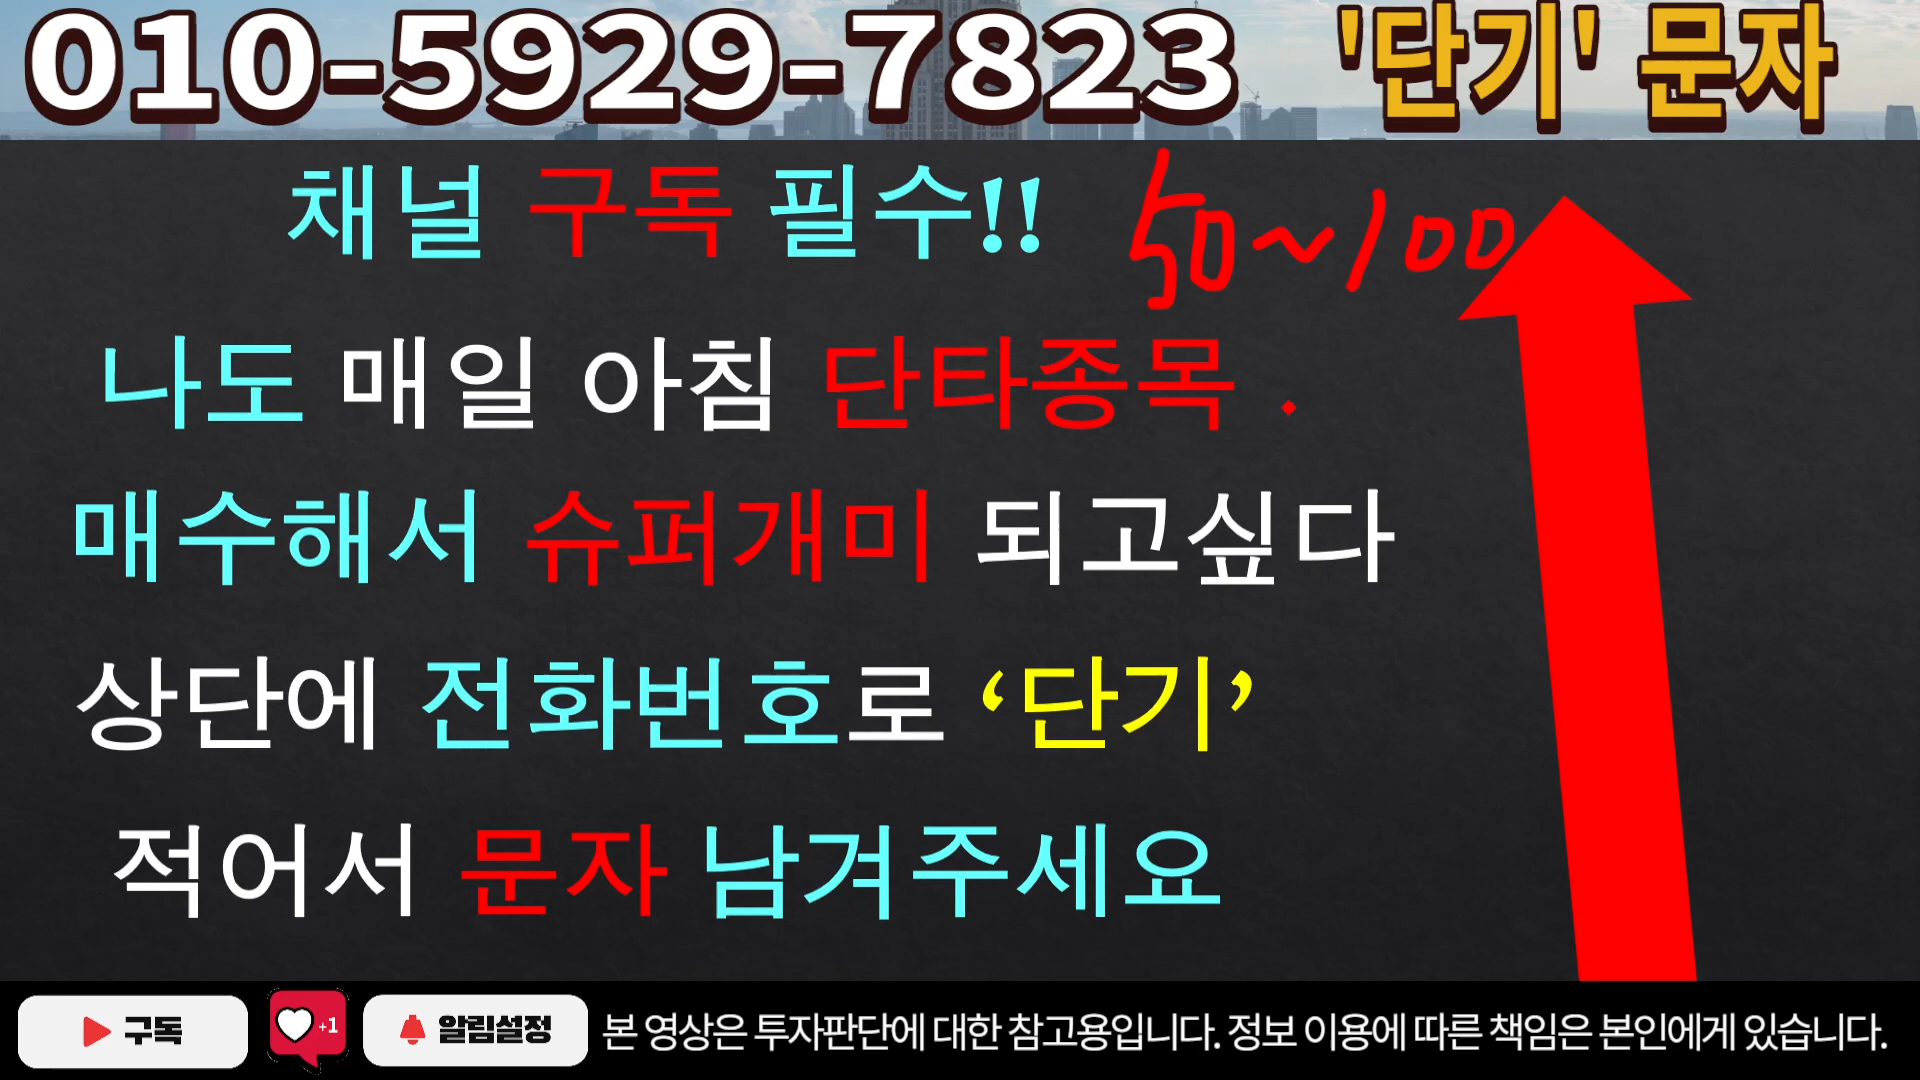 010-5929-7823 '단기' 문자
채널 구독 필수!! 50~100
나도 매일 아침 단타종목 .
매수해서 슈퍼개미 되고싶다
상단에 전화번호로 ‘단기’
적어서 문자 남겨주세요
구독 +1 알림설정 본 영상은 투자판단에 대한 참고용입니다. 정보 이용에 따른 책임은 본인에게 있습니다.